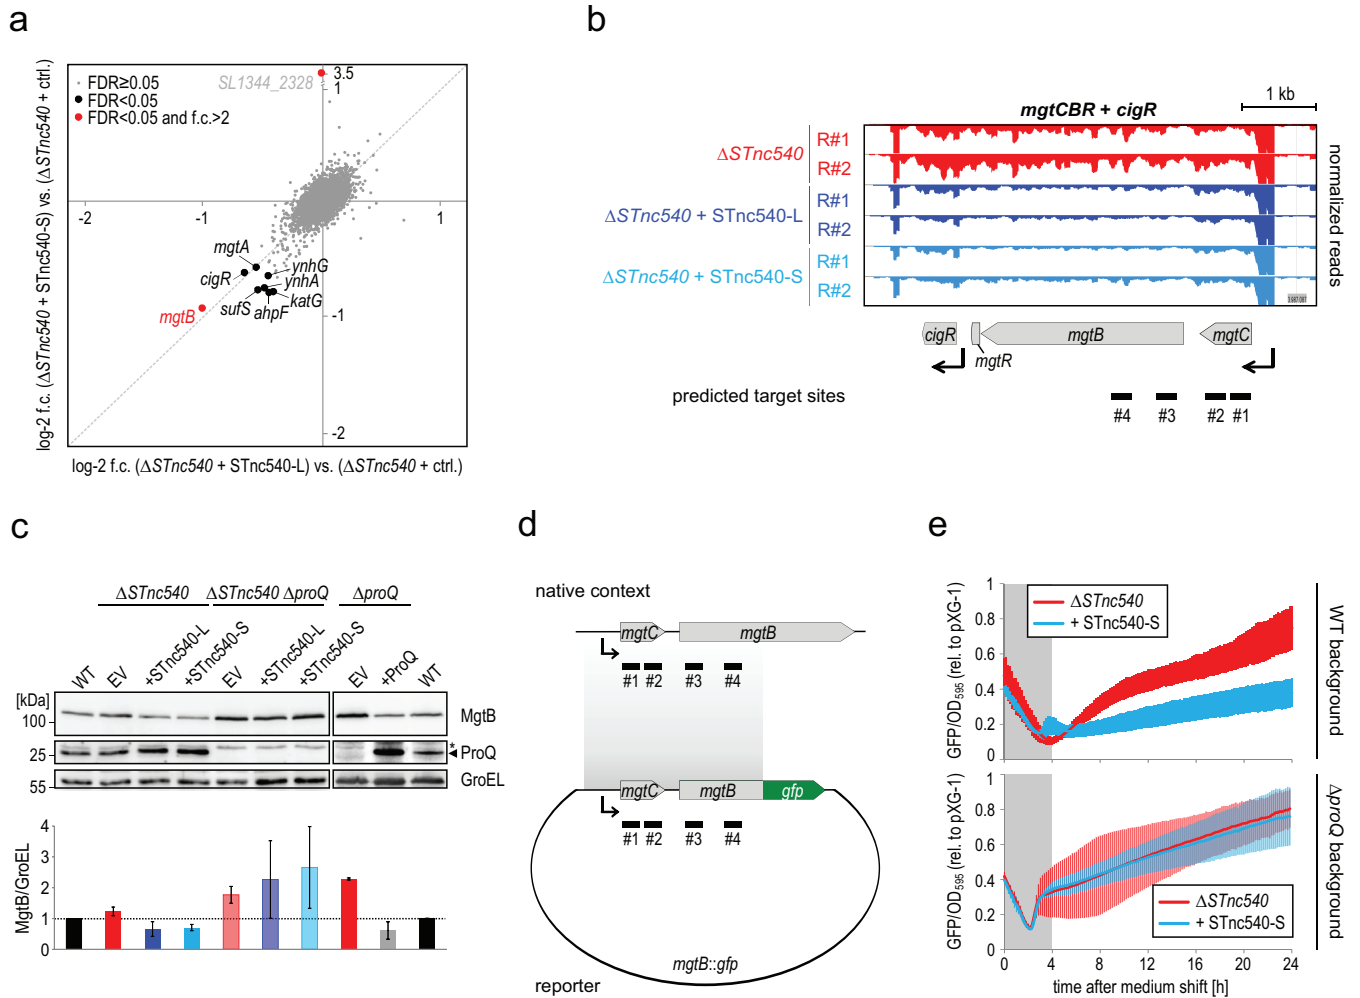 a
log-2 f.c. (ΔSTnc540 + STnc540-S) vs. (ΔSTnc540 + ctrl.)
FDR≥0.05
FDR<0.05
FDR<0.05 and f.c.>2
SL1344_2328
3.5
1
-2
-1
1
mgtA
cigR
ynhG
ynhA
sufS
katG
ahpF
mgtB
-1
-2
log-2 f.c. (ΔSTnc540 + STnc540-L) vs. (ΔSTnc540 + ctrl.)
b
1 kb
mgtCBR + cigR
ΔSTnc540
R#1
R#2
ΔSTnc540 + STnc540-L
R#1
R#2
ΔSTnc540 + STnc540-S
R#1
R#2
normalized reads
cigR
mgtR
mgtB
mgtC
predicted target sites
#4
#3
#2
#1
c
ΔSTnc540
ΔSTnc540 ΔproQ
ΔproQ
WT
EV
+STnc540-L
+STnc540-S
EV
+STnc540-L
+STnc540-S
EV
+ProQ
WT
[kDa]
100
MgtB
25
*
ProQ
55
GroEL
MgtB/GroEL
4
3
2
1
0
d
native context
mgtC
mgtB
#1
#2
#3
#4
mgtC
mgtB
gfp
#1
#2
#3
#4
mgtB::gfp
reporter
e
GFP/OD595 (rel. to pXG-1)
1
0.8
0.6
0.4
0.2
0
ΔSTnc540
+ STnc540-S
WT background
GFP/OD595 (rel. to pXG-1)
1
0.8
0.6
0.4
0.2
0
ΔSTnc540
+ STnc540-S
ΔproQ background
0
4
8
12
16
20
24
time after medium shift [h]